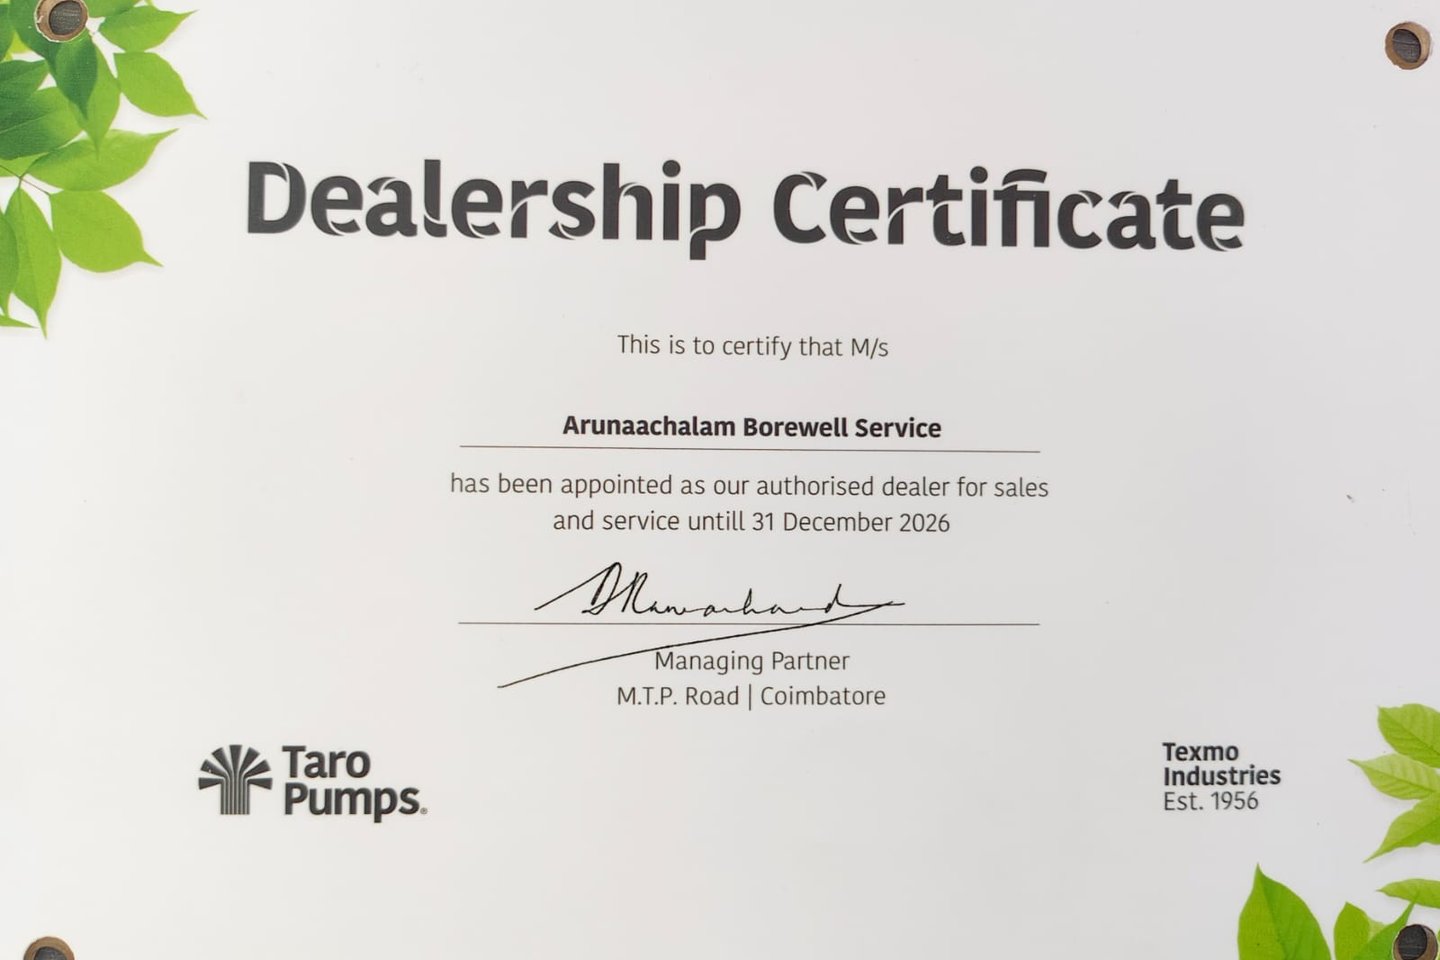 Dealership Certificate
This is to certify that M/s
Arunaachalam Borewell Service
has been appointed as our authorised dealer for sales
and service untill 31 December 2026
Managing Partner
M.T.P. Road | Coimbatore
Taro
Pumps®
Texmo
Industries
Est. 1956